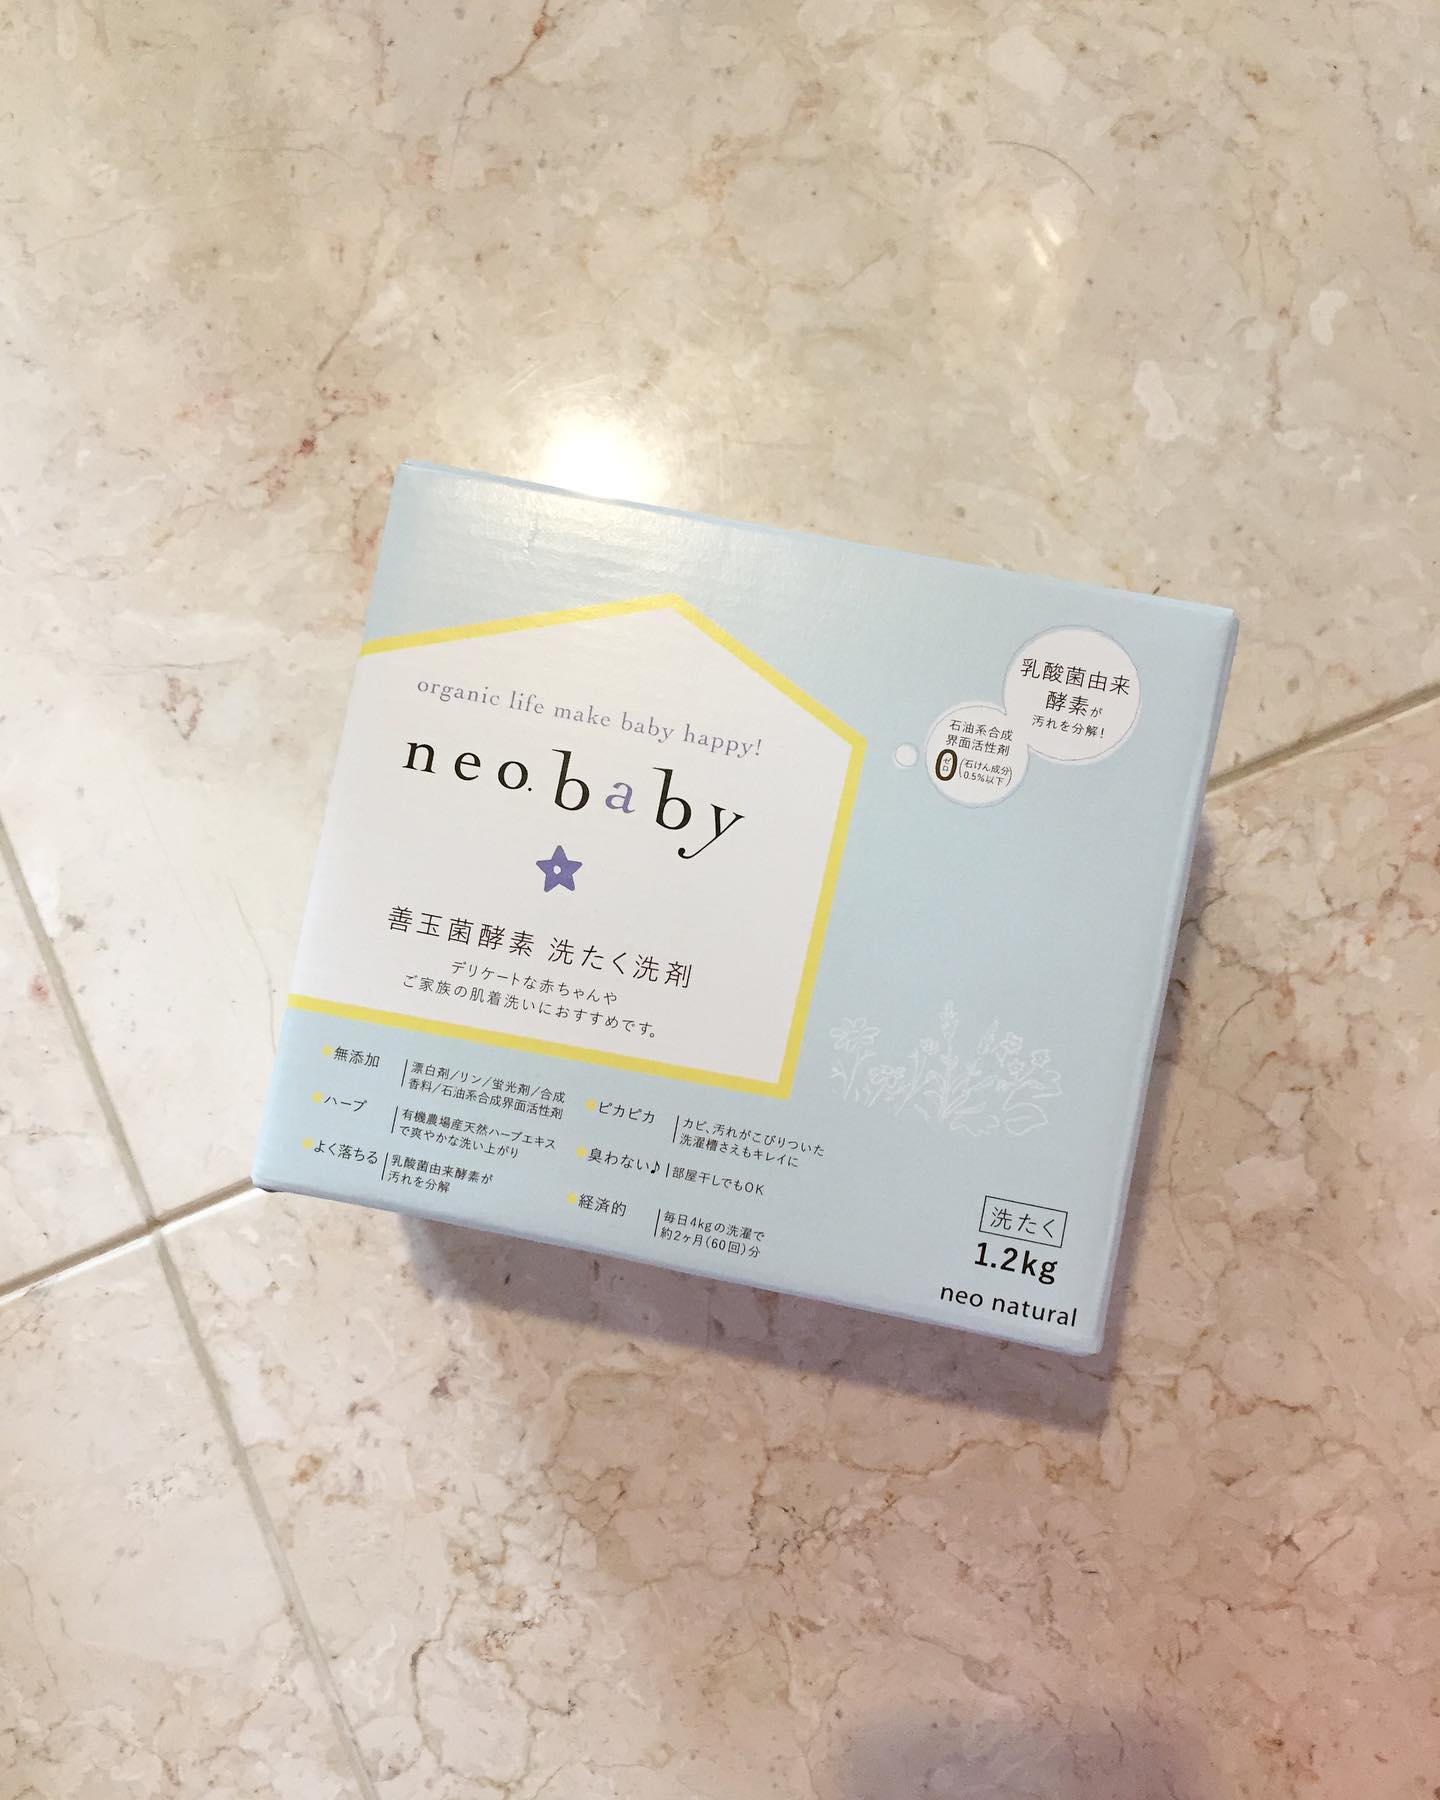 organic life make baby happy!
neo.baby
善玉菌酵素 洗たく洗剤
デリケートな赤ちゃんや
ご家族の肌着洗いにおすすめです。
乳酸菌由来
酵素が
汚れを分解!
石油系合成
界面活性剤
0 ゼロ (石けん成分 0.5%以下)
無添加
漂白剤/リン/蛍光剤/合成
香料/石油系合成界面活性剤
ハーブ
有機農場産天然ハーブエキス
で爽やかな洗い上がり
よく落ちる
乳酸菌由来酵素が
汚れを分解
ピカピカ
カビ、汚れがこびりついた
洗濯槽さえもキレイに
臭わない♪
部屋干しでもOK
経済的
毎日4kgの洗濯で
約2ヶ月(60回)分
洗たく
1.2kg
neo natural